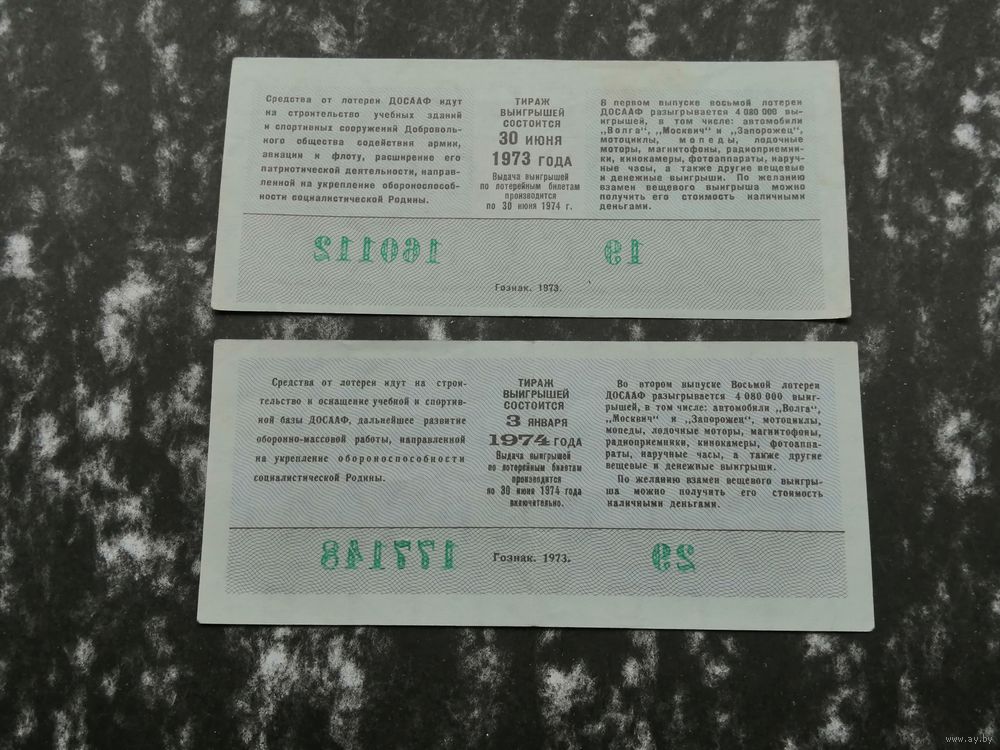 Средства от лотереи ДОСААФ идут
на строительство учебных зданий
и спортивных сооружений Доброволь-
ного общества содействия армии,
авиации и флоту, расширение его
патриотической деятельности, направ-
ленной на укрепление обороноспособ-
ности социалистической Родины.
ТИРАЖ
ВЫИГРЫШЕЙ
СОСТОИТСЯ
30 ИЮНЯ
1973 ГОДА
Выдача выигрышей
по лотерейным билетам
производится
по 30 июня 1974 г.
В первом выпуске восьмой лотереи
ДОСААФ разыгрывается 4 080 000 вы-
игрышей, в том числе: автомобили
„Волга", „Москвич" и „Запорожец",
мотоциклы, мопеды, лодочные
моторы, магнитофоны, радиоприемни-
ки, кинокамеры, фотоаппараты, наруч-
ные часы, а также другие вещевые
и денежные выигрыши. По желанию
взамен вещевого выигрыша можно
получить его стоимость наличными
деньгами.
160112
19
Гознак. 1973.
Средства от лотереи идут на строи-
тельство и оснащение учебной и спортив-
ной базы ДОСААФ, дальнейшее развитие
оборонно-массовой работы, направленной
на укрепление обороноспособности
социалистической Родины.
ТИРАЖ
ВЫИГРЫШЕЙ
СОСТОИТСЯ
3 ЯНВАРЯ
1974 ГОДА
Выдача выигрышей
по лотерейным билетам
производится
по 30 июня 1974 года
включительно.
Во втором выпуске Восьмой лотереи
ДОСААФ разыгрывается 4 080 000 выиг-
рышей, в том числе: автомобили „Волга",
„Москвич" и „Запорожец", мотоциклы,
мопеды, лодочные моторы, магнитофоны,
радиоприемники, кинокамеры, фотоаппа-
раты, наручные часы, а также другие
вещевые и денежные выигрыши.
По желанию взамен вещевого выигры-
ша можно получить его стоимость
наличными деньгами.
177148
Гознак. 1973.
29
www.ay.by